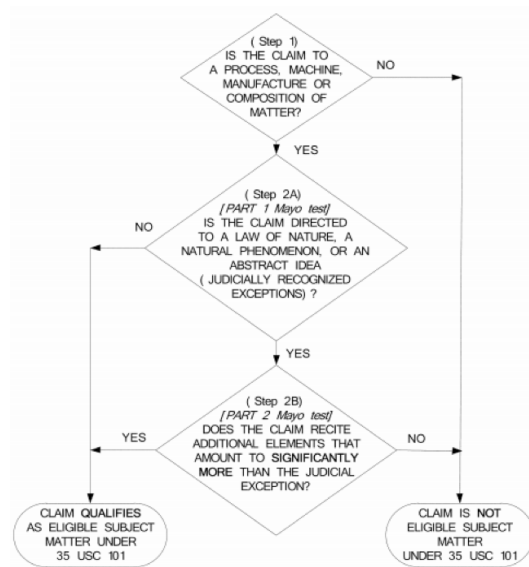 ( Step 1)
IS THE CLAIM TO
A PROCESS, MACHINE,
MANUFACTURE OR
COMPOSITION OF
MATTER?
NO
YES
( Step 2A)
[PART 1 Mayo test]
IS THE CLAIM DIRECTED
TO A LAW OF NATURE, A
NATURAL PHENOMENON, OR AN
ABSTRACT IDEA
( JUDICIALLY RECOGNIZED
EXCEPTIONS) ?
NO
YES
( Step 2B)
[PART 2 Mayo test]
DOES THE CLAIM RECITE
ADDITIONAL ELEMENTS THAT
AMOUNT TO SIGNIFICANTLY
MORE THAN THE JUDICIAL
EXCEPTION?
YES
NO
CLAIM QUALIFIES
AS ELIGIBLE SUBJECT
MATTER UNDER
35 USC 101
CLAIM IS NOT
ELIGIBLE SUBJECT
MATTER
UNDER 35 USC 101